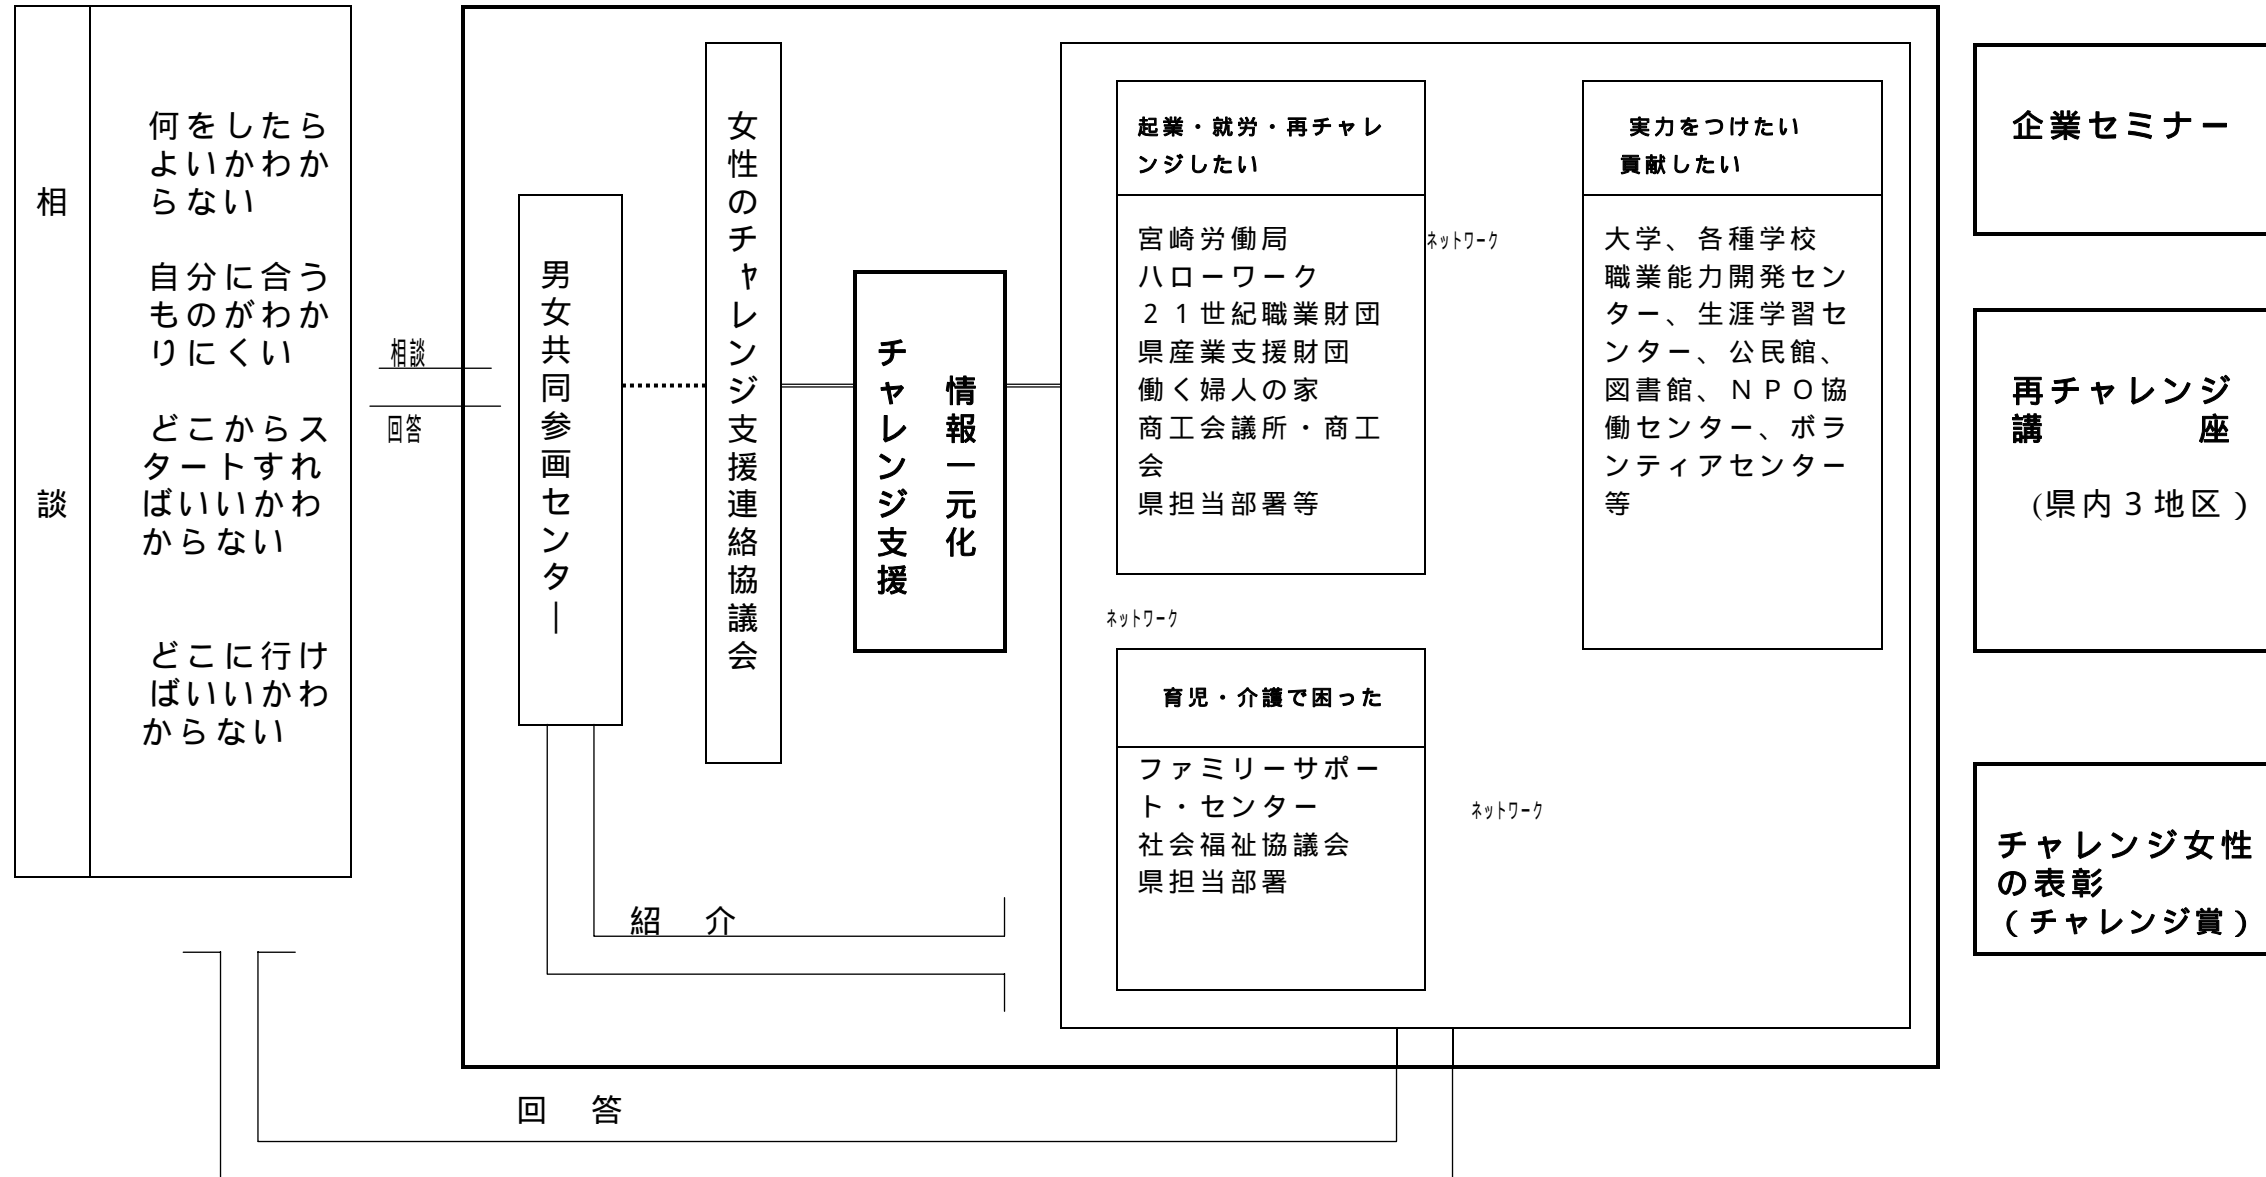 相
談
何をしたら
よいかわか
らない
自分に合う
ものがわか
りにくい
どこからス
タートすれ
ばいいかわ
からない
どこに行け
ばいいかわ
からない
相談
回答
男女共同参画センター
女性のチャレンジ支援連絡協議会
情報一元化
チャレンジ支援
起業・就労・再チャレ
ンジしたい
宮崎労働局
ハローワーク
２１世紀職業財団
県産業支援財団
働く婦人の家
商工会議所・商工
会
県担当部署等
ネットワーク
実力をつけたい
貢献したい
大学、各種学校
職業能力開発セン
ター、生涯学習セ
ンター、公民館、
図書館、ＮＰＯ協
働センター、ボラ
ンティアセンター
等
ネットワーク
育児・介護で困った
ファミリーサポー
ト・センター
社会福祉協議会
県担当部署
ネットワーク
紹　介
回　答
企業セミナー
再チャレンジ
講　　　　座
(県内３地区)
チャレンジ女性
の表彰
(チャレンジ賞)